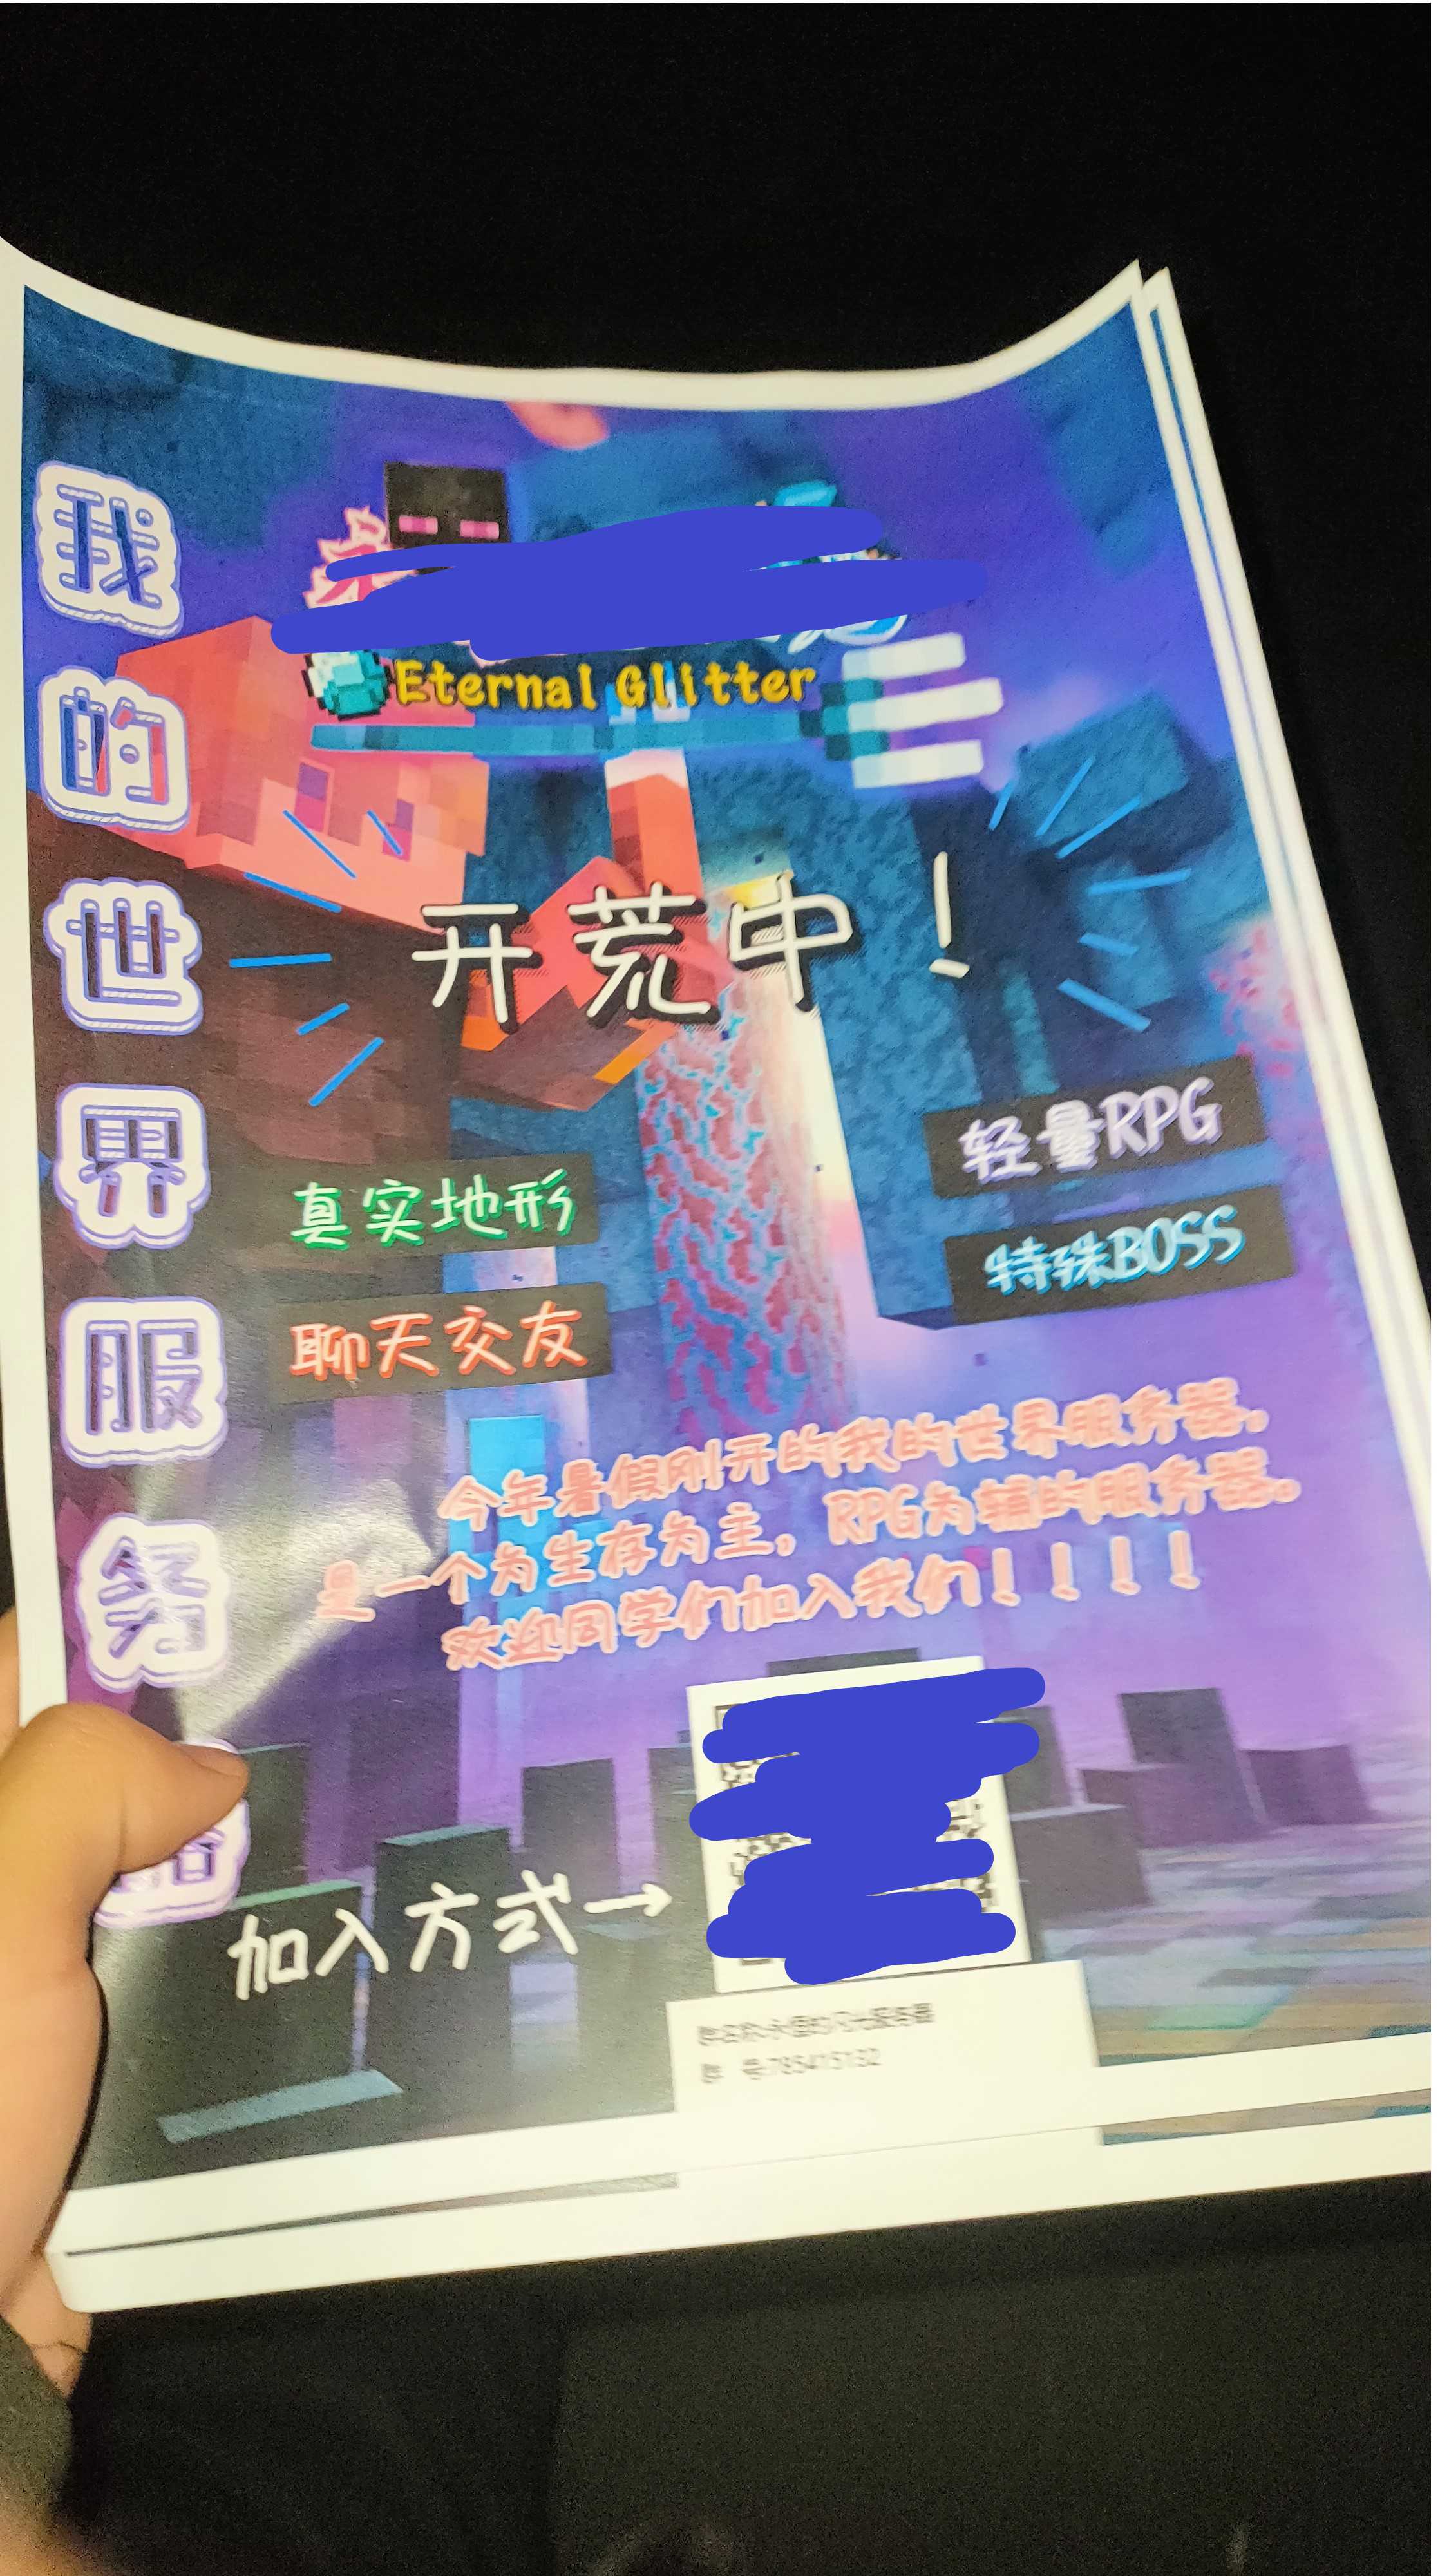 我的世界服务
Eternal Glitter
开荒中！
真实地形
轻量RPG
聊天交友
特殊BOSS
今年暑假刚开的我的世界服务器，
是一个为生存为主，RPG为辅的服务器。
欢迎同学们加入我们！！！！
加入方式→